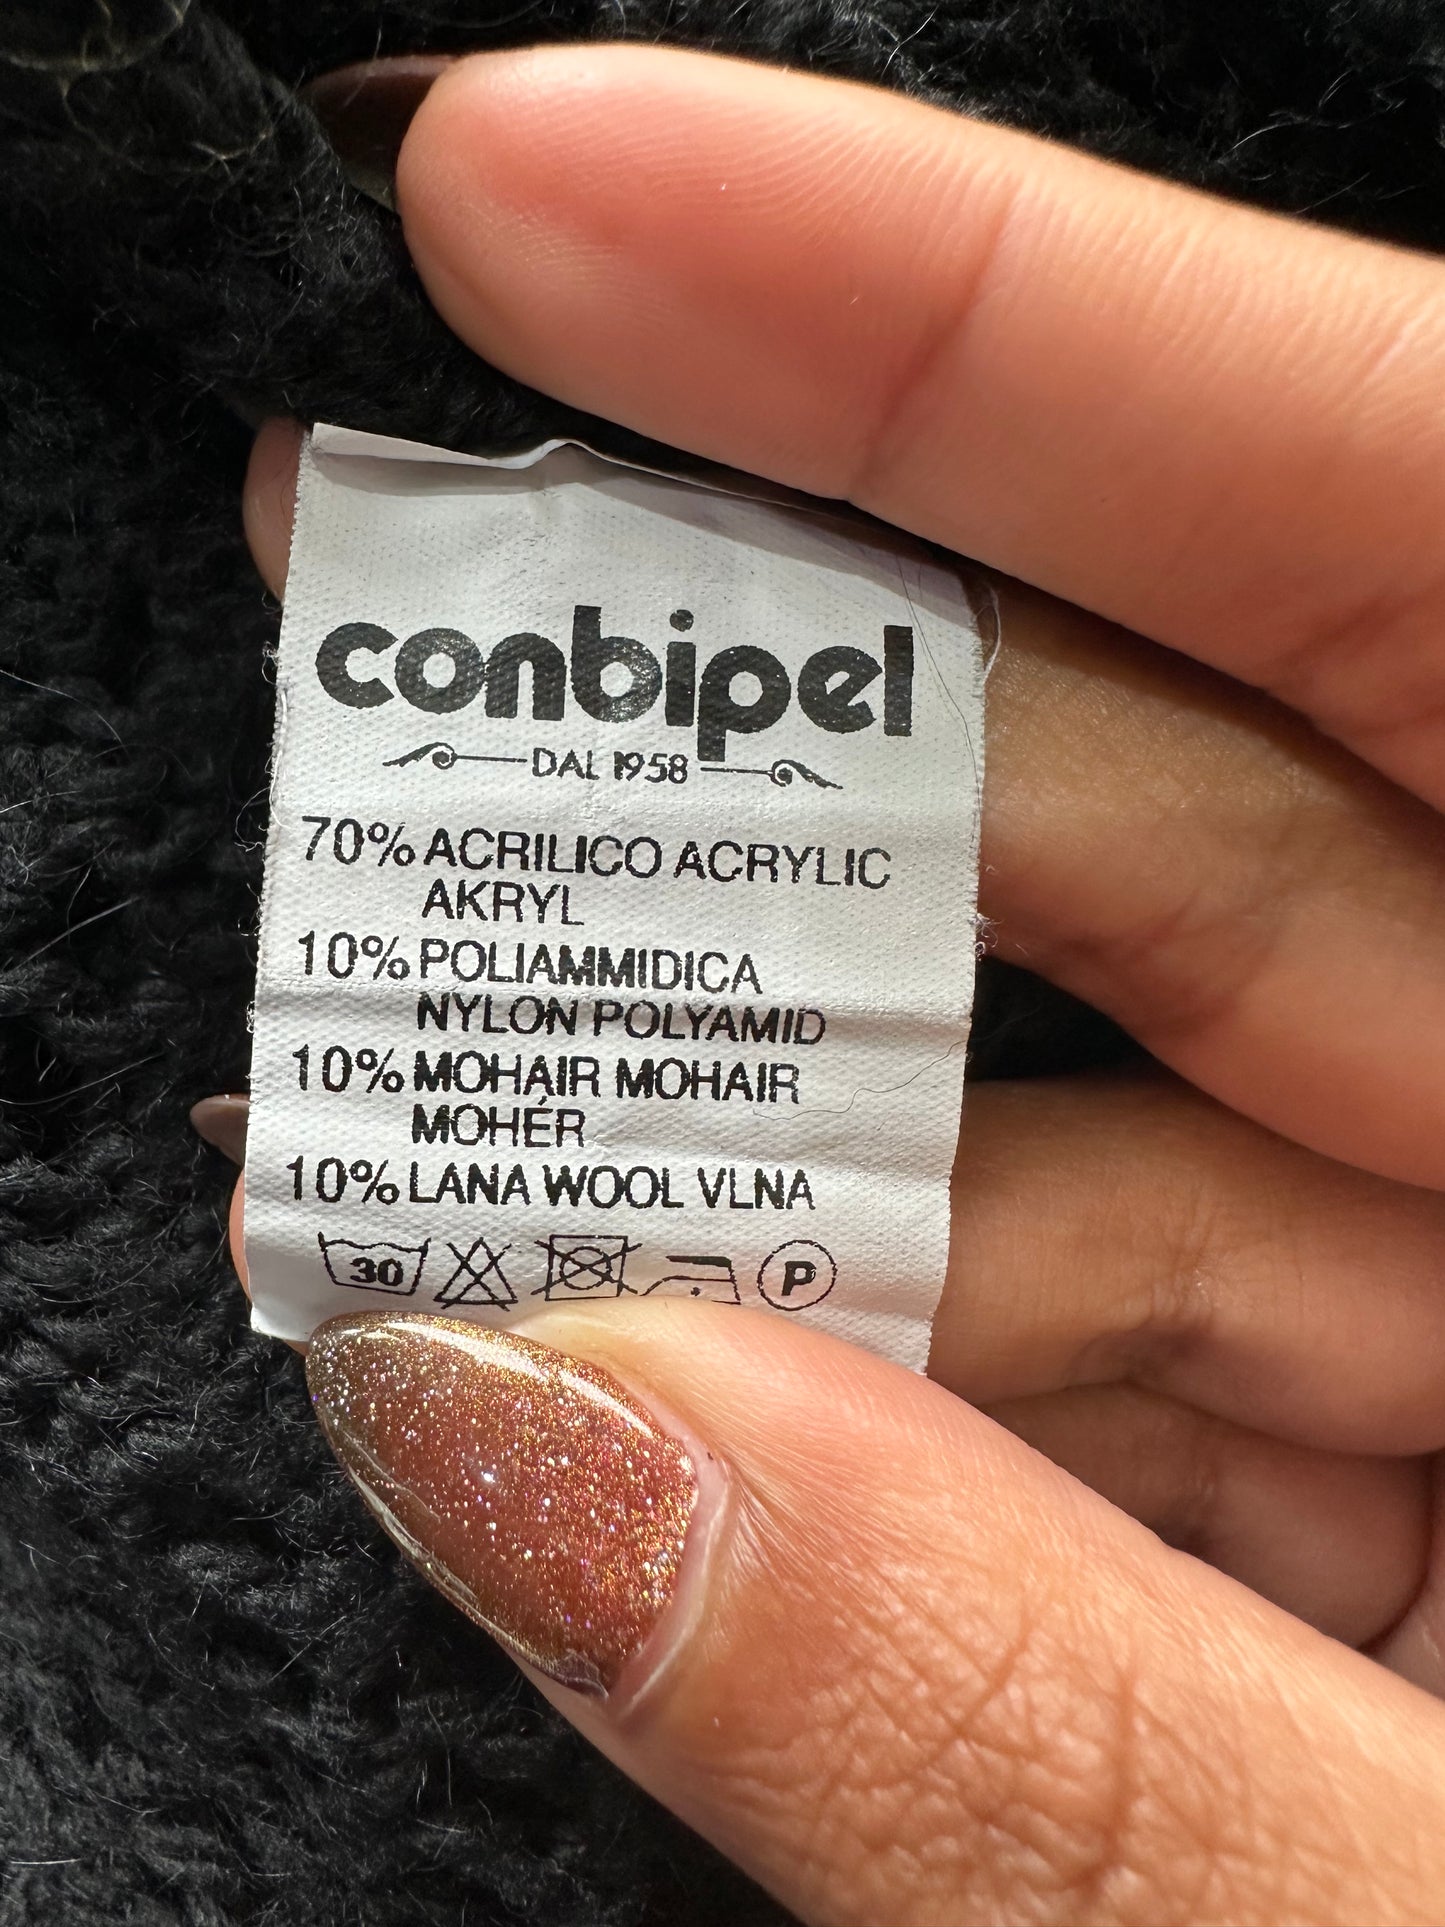 conbipel
DAL 1958
70% ACRILICO ACRYLIC
AKRYL
10% POLIAMMIDICA
NYLON POLYAMID
10% MOHAIR MOHAIR
MOHÉR
10% LANA WOOL VLNA
30 P